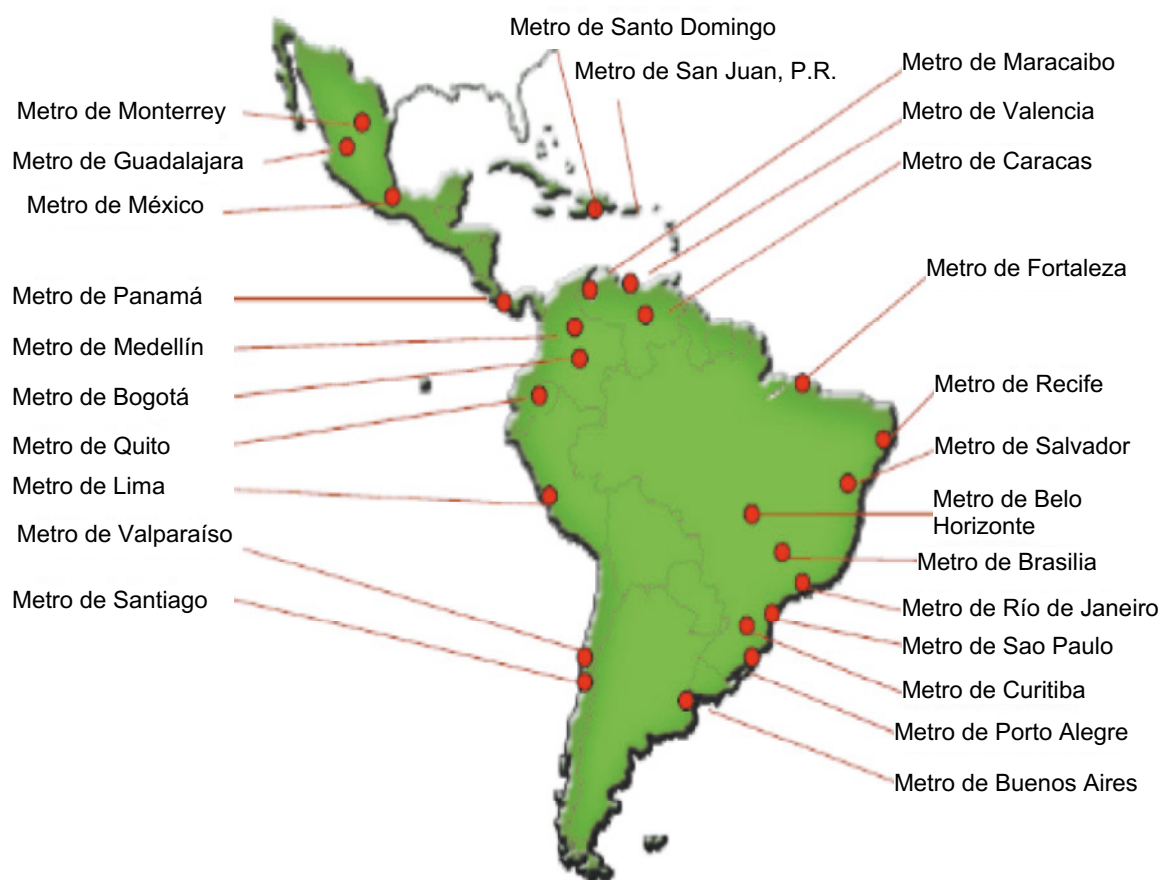 Metro de Santo Domingo
Metro de San Juan, P.R.
Metro de Monterrey
Metro de Guadalajara
Metro de México
Metro de Panamá
Metro de Medellín
Metro de Bogotá
Metro de Quito
Metro de Lima
Metro de Valparaíso
Metro de Santiago
Metro de Maracaibo
Metro de Valencia
Metro de Caracas
Metro de Fortaleza
Metro de Recife
Metro de Salvador
Metro de Belo
Horizonte
Metro de Brasilia
Metro de Río de Janeiro
Metro de Sao Paulo
Metro de Curitiba
Metro de Porto Alegre
Metro de Buenos Aires